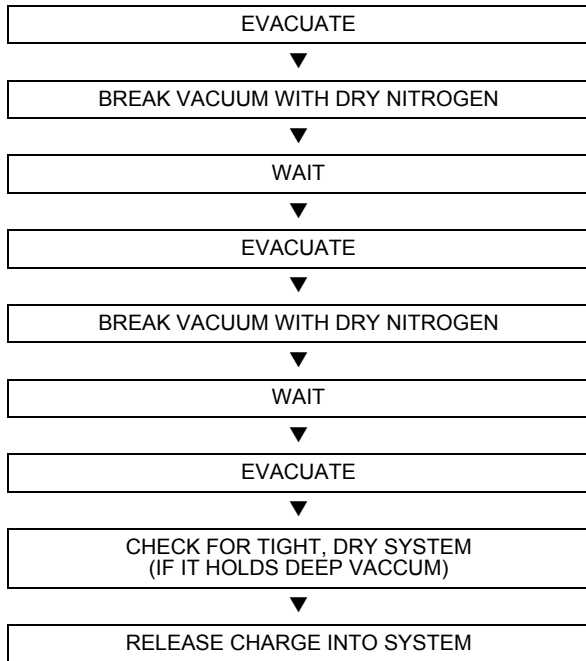 EVACUATE
BREAK VACUUM WITH DRY NITROGEN
WAIT
EVACUATE
BREAK VACUUM WITH DRY NITROGEN
WAIT
EVACUATE
CHECK FOR TIGHT, DRY SYSTEM
(IF IT HOLDS DEEP VACCUM)
RELEASE CHARGE INTO SYSTEM